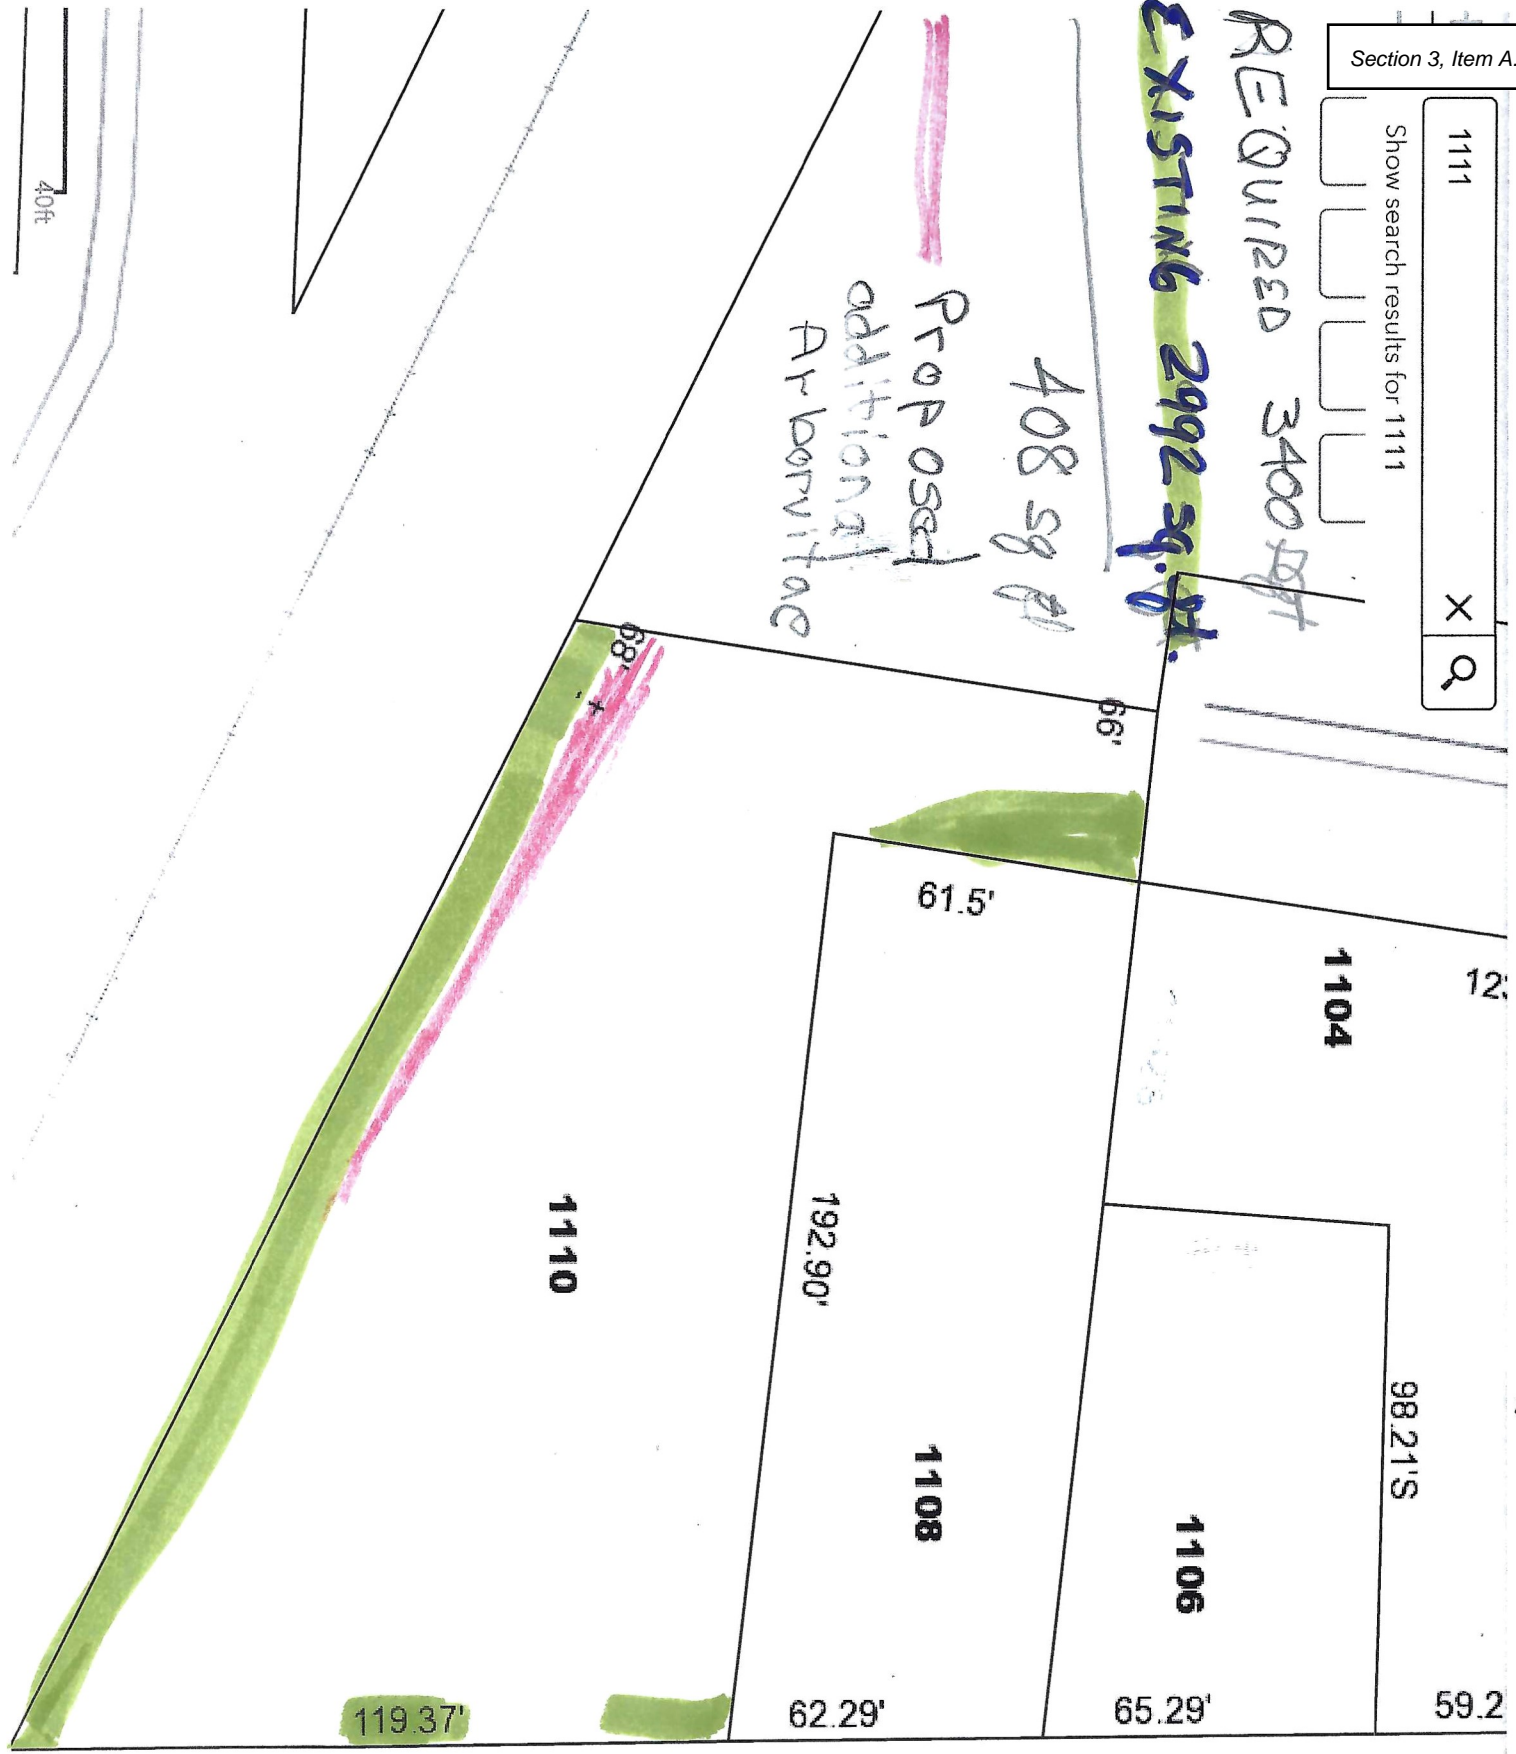 Section 3, Item A.
1111
Show search results for 1111
REQUIRED 3400
EXISTING 2992 sq. ft.
408 sq ft
Proposed
additional
Arborvitae
40ft
68'
66'
61.5'
1104
1110
192.90'
1108
1106
98.21'S
119.37'
62.29'
65.29'